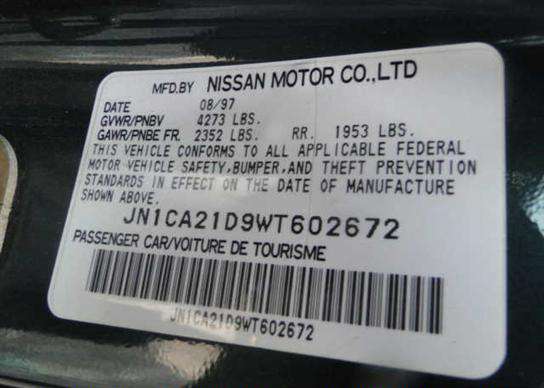 MFD.BY NISSAN MOTOR CO.,LTD
DATE 08/97
GVWR/PNBV 4273 LBS.
GAWR/PNBE FR. 2352 LBS. RR. 1953 LBS.
THIS VEHICLE CONFORMS TO ALL APPLICABLE FEDERAL
MOTOR VEHICLE SAFETY,BUMPER,AND THEFT PREVENTION
STANDARDS IN EFFECT ON THE DATE OF MANUFACTURE
SHOWN ABOVE.
JN1CA21D9WT602672
PASSENGER CAR/VOITURE DE TOURISME
JN1CA21D9WT602672